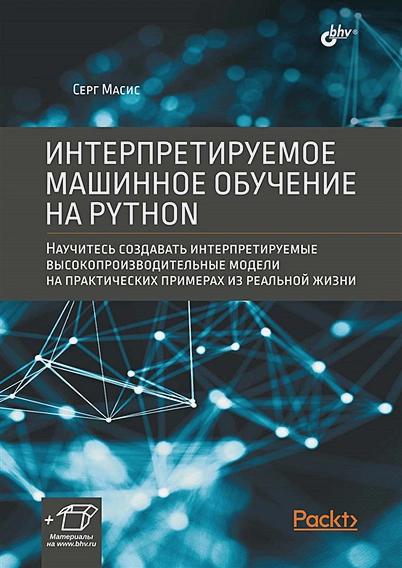 bhv®
Серг Масис
ИНТЕРПРЕТИРУЕМОЕ
МАШИННОЕ ОБУЧЕНИЕ
НА PYTHON
Научитесь создавать интерпретируемые
высокопроизводительные модели
на практических примерах из реальной жизни
+
Материалы
на www.bhv.ru
Packt>